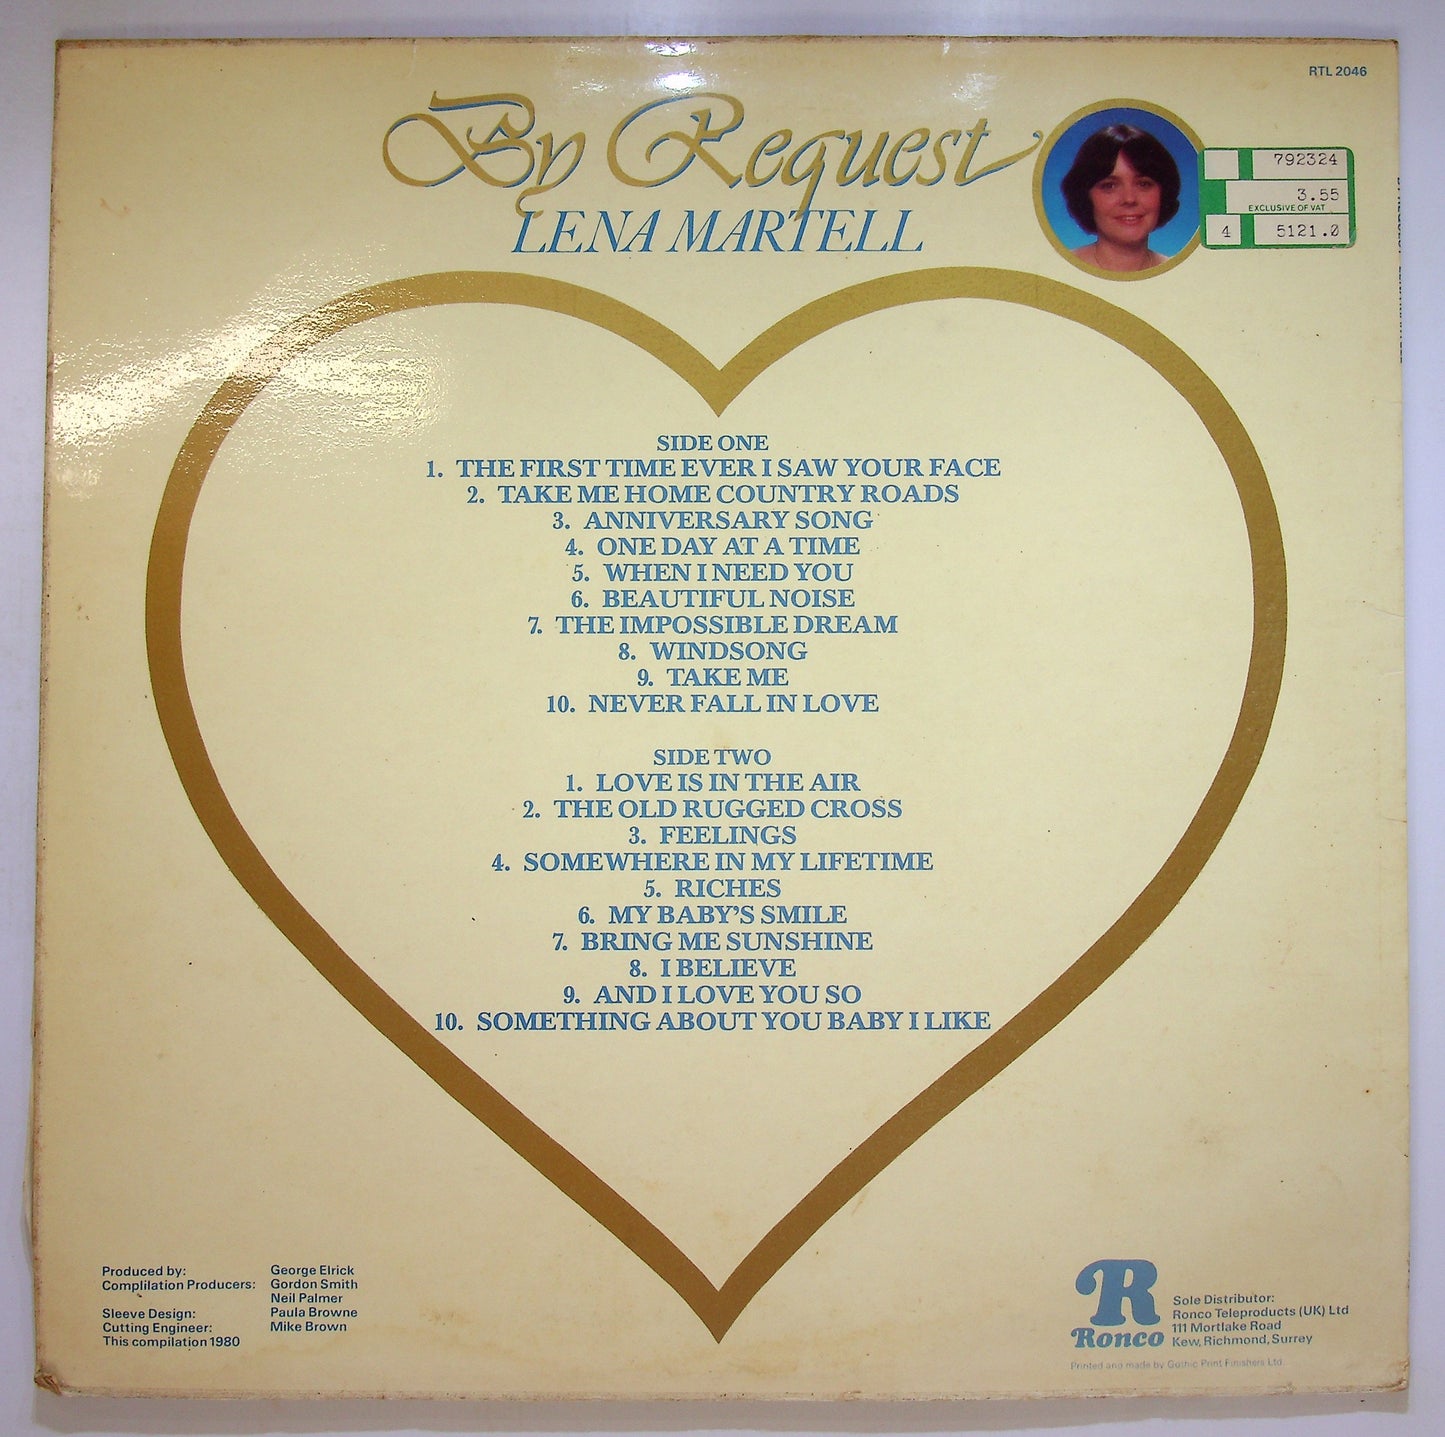 RTL 2046
By Request
LENA MARTELL
792324
3.55
EXCLUSIVE OF VAT
4 5121.0
SIDE ONE
1. THE FIRST TIME EVER I SAW YOUR FACE
2. TAKE ME HOME COUNTRY ROADS
3. ANNIVERSARY SONG
4. ONE DAY AT A TIME
5. WHEN I NEED YOU
6. BEAUTIFUL NOISE
7. THE IMPOSSIBLE DREAM
8. WINDSONG
9. TAKE ME
10. NEVER FALL IN LOVE
SIDE TWO
1. LOVE IS IN THE AIR
2. THE OLD RUGGED CROSS
3. FEELINGS
4. SOMEWHERE IN MY LIFETIME
5. RICHES
6. MY BABY'S SMILE
7. BRING ME SUNSHINE
8. I BELIEVE
9. AND I LOVE YOU SO
10. SOMETHING ABOUT YOU BABY I LIKE
Produced by: George Elrick
Complilation Producers: Gordon Smith
Neil Palmer
Sleeve Design: Paula Browne
Cutting Engineer: Mike Brown
This compilation 1980
R
Ronco
Sole Distributor:
Ronco Teleproducts (UK) Ltd
111 Mortlake Road
Kew, Richmond, Surrey
Printed and made by Gothic Print Finishers Ltd.